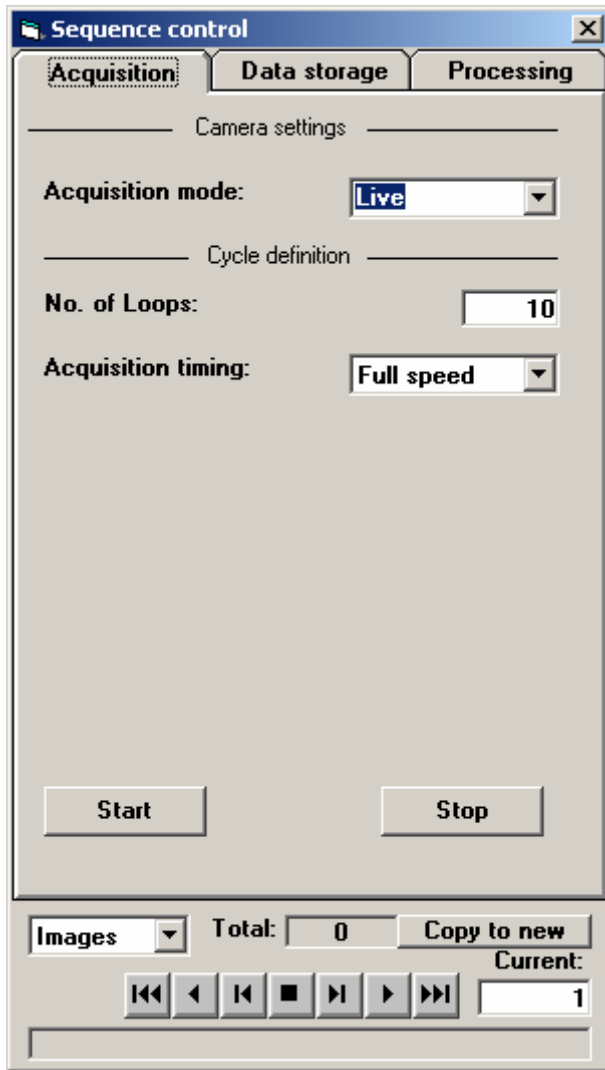 Sequence control
Acquisition Data storage Processing
Camera settings
Acquisition mode: Live
Cycle definition
No. of Loops: 10
Acquisition timing: Full speed
Start Stop
Images Total: 0 Copy to new
Current:
1